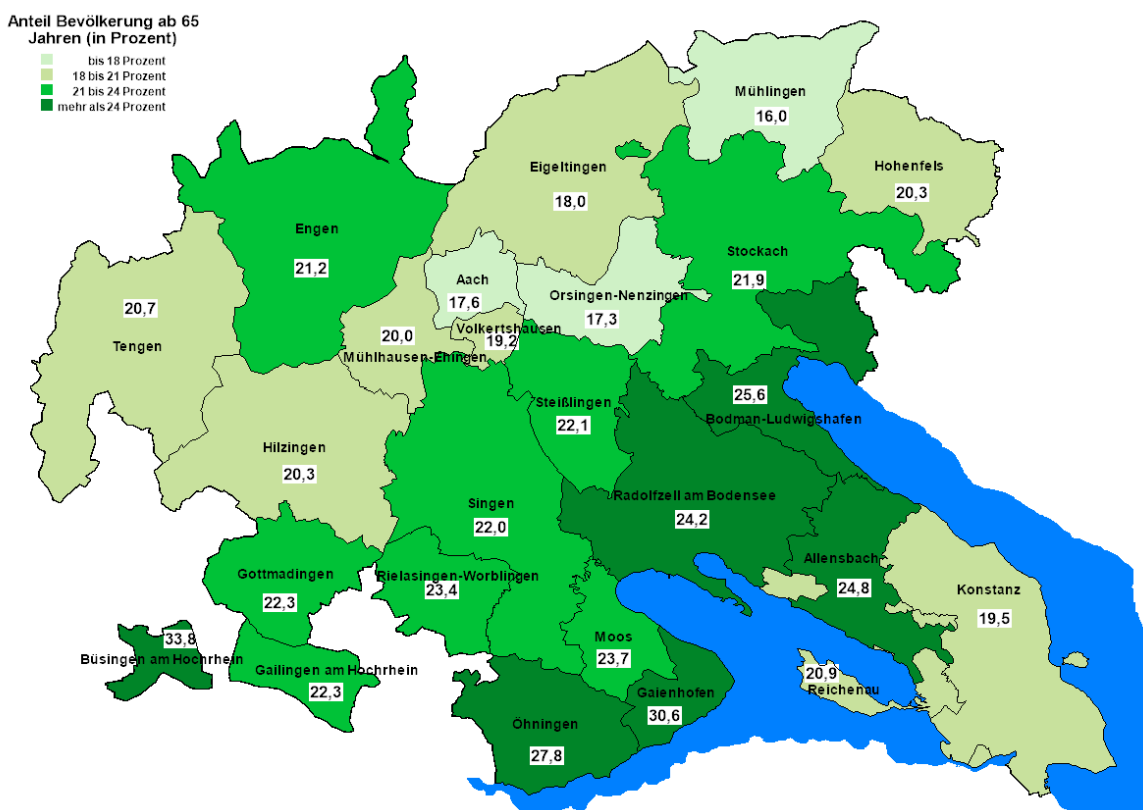 Anteil Bevölkerung ab 65
Jahren (in Prozent)
bis 18 Prozent
18 bis 21 Prozent
21 bis 24 Prozent
mehr als 24 Prozent
Mühlingen
16,0
Hohenfels
20,3
Eigeltingen
18,0
Engen
21,2
Stockach
21,9
Aach
17,6
Orsingen-Nenzingen
17,3
20,7
Tengen
20,0
Mühlhausen-Ehingen
Volkertshausen
19,2
Steißlingen
22,1
25,6
Bodman-Ludwigshafen
Hilzingen
20,3
Singen
22,0
Radolfzell am Bodensee
24,2
Allensbach
24,8
Konstanz
19,5
Gottmadingen
22,3
Rielasingen-Worblingen
23,4
Moos
23,7
33,8
Büsingen am Hochrhein
Gailingen am Hochrhein
22,3
20,9
Reichenau
Gaienhofen
30,6
Öhningen
27,8